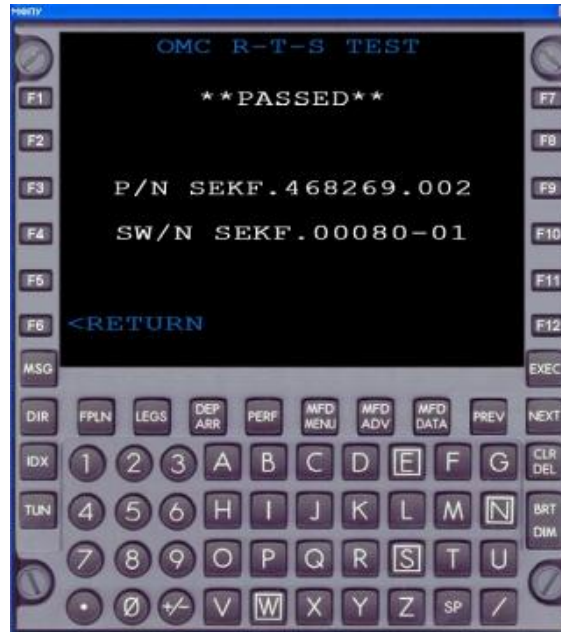 меню
OMC R-T-S TEST
F1 **PASSED** F7
F2 F8
F3 P/N SEKF.468269.002 F9
F4 SW/N SEKF.00080-01 F10
F5 F11
F6 <RETURN F12
MSG EXEC
DIR FPLN LEGS DEP ARR PERF MFD MENU MFD ADV MFD DATA PREV NEXT
IDX 1 2 3 A B C D E F G CLR DEL
TUN 4 5 6 H I J K L M N BRT DIM
7 8 9 O P Q R S T U
. Ø +/- V W X Y Z SP /